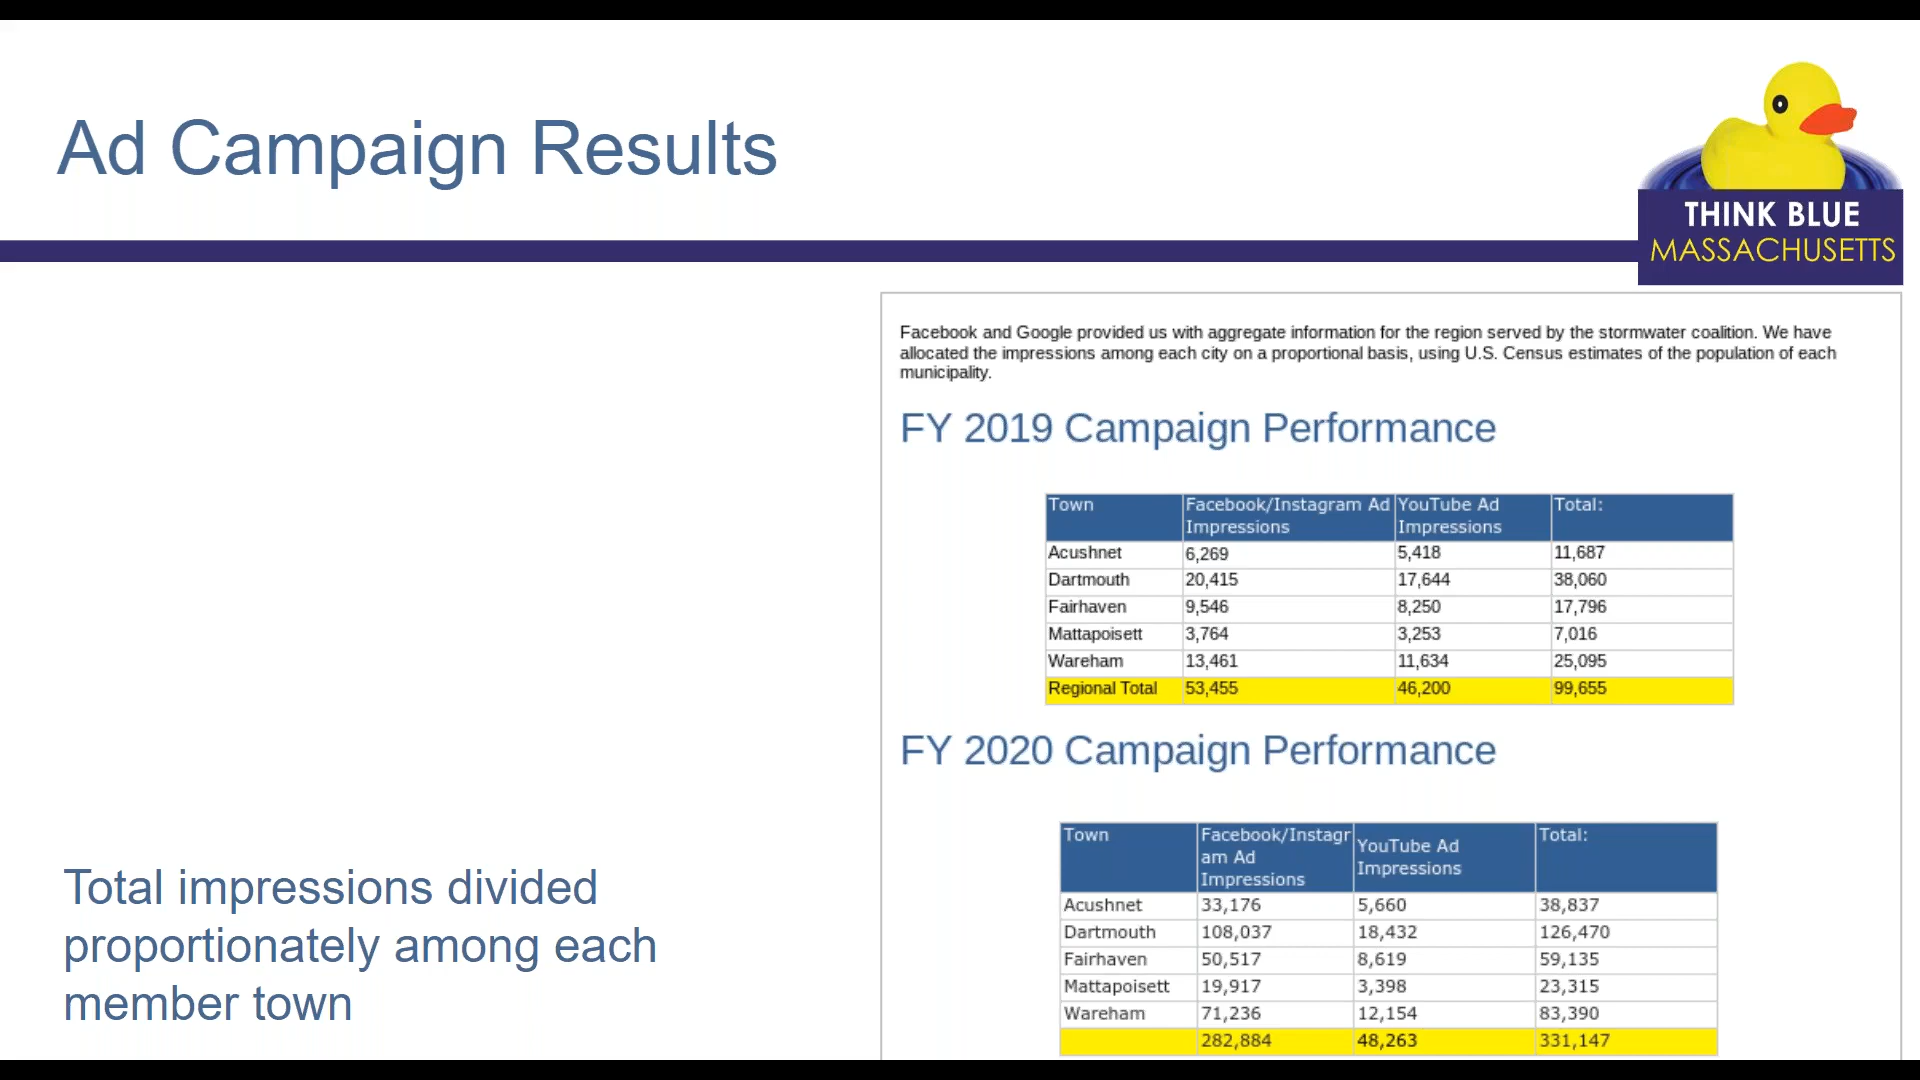 Ad Campaign Results
THINK BLUE
MASSACHUSETTS
Facebook and Google provided us with aggregate information for the region served by the stormwater coalition. We have
allocated the impressions among each city on a proportional basis, using U.S. Census estimates of the population of each
municipality.
FY 2019 Campaign Performance
Town Facebook/Instagram Ad Impressions YouTube Ad Impressions Total:
Acushnet 6,269 5,418 11,687
Dartmouth 20,415 17,644 38,060
Fairhaven 9,546 8,250 17,796
Mattapoisett 3,764 3,253 7,016
Wareham 13,461 11,634 25,095
Regional Total 53,455 46,200 99,655
FY 2020 Campaign Performance
Town Facebook/Instagram Ad Impressions YouTube Ad Impressions Total:
Acushnet 33,176 5,660 38,837
Dartmouth 108,037 18,432 126,470
Fairhaven 50,517 8,619 59,135
Mattapoisett 19,917 3,398 23,315
Wareham 71,236 12,154 83,390
282,884 48,263 331,147
Total impressions divided
proportionately among each
member town